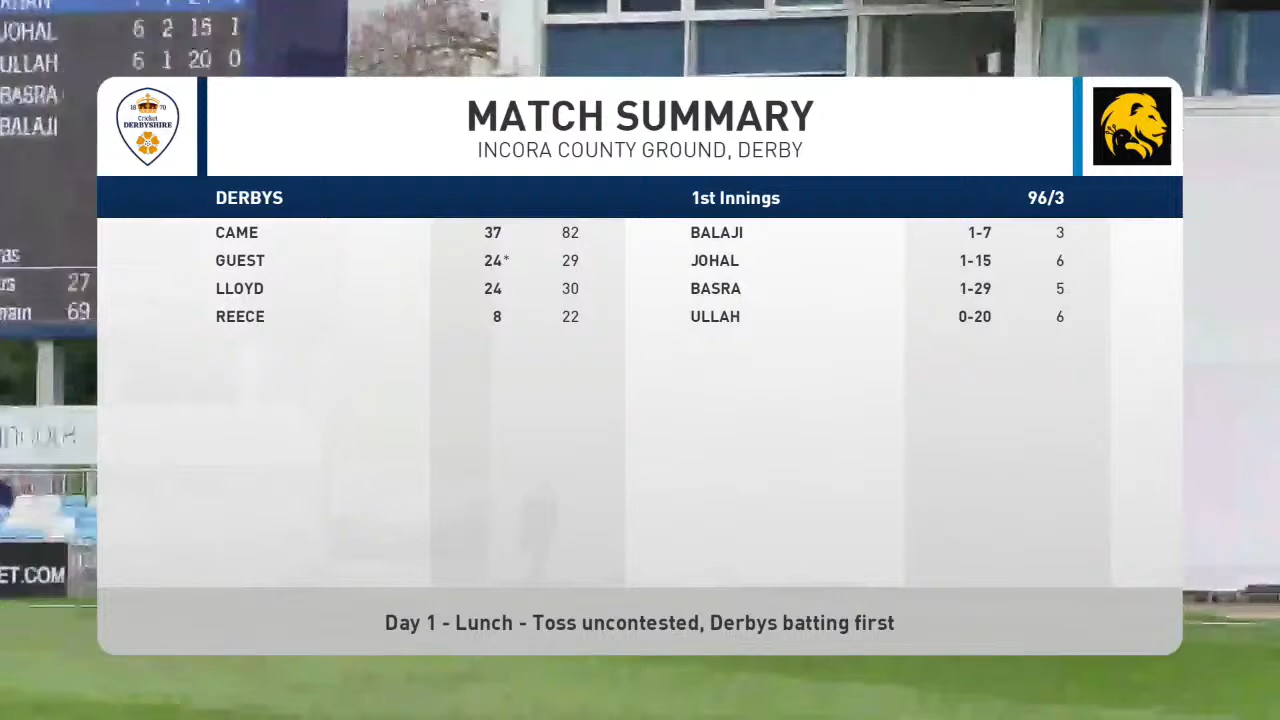 JOHAL 6 2 15 1
ULLAH 6 1 20 0
BASRA
BALAJI
27
69
ET.COM
18 70
Cricket
DERBYSHIRE
MATCH SUMMARY
INCORA COUNTY GROUND, DERBY
DERBYS 1st Innings 96/3
CAME 37 82 BALAJI 1-7 3
GUEST 24* 29 JOHAL 1-15 6
LLOYD 24 30 BASRA 1-29 5
REECE 8 22 ULLAH 0-20 6
Day 1 - Lunch - Toss uncontested, Derbys batting first